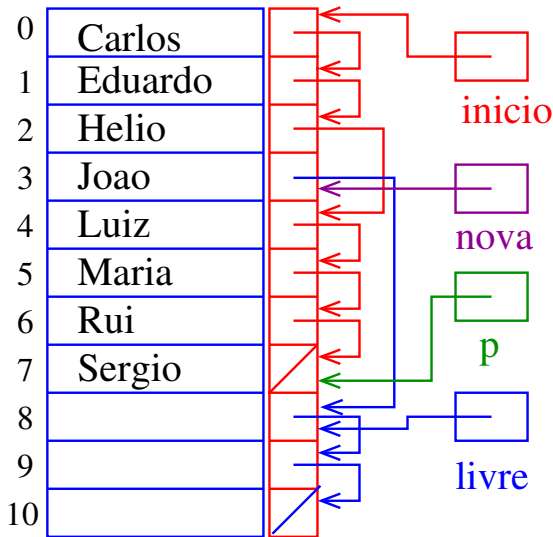 0 Carlos
1 Eduardo
2 Helio
3 Joao
4 Luiz
5 Maria
6 Rui
7 Sergio
8
9
10
inicio
nova
p
livre